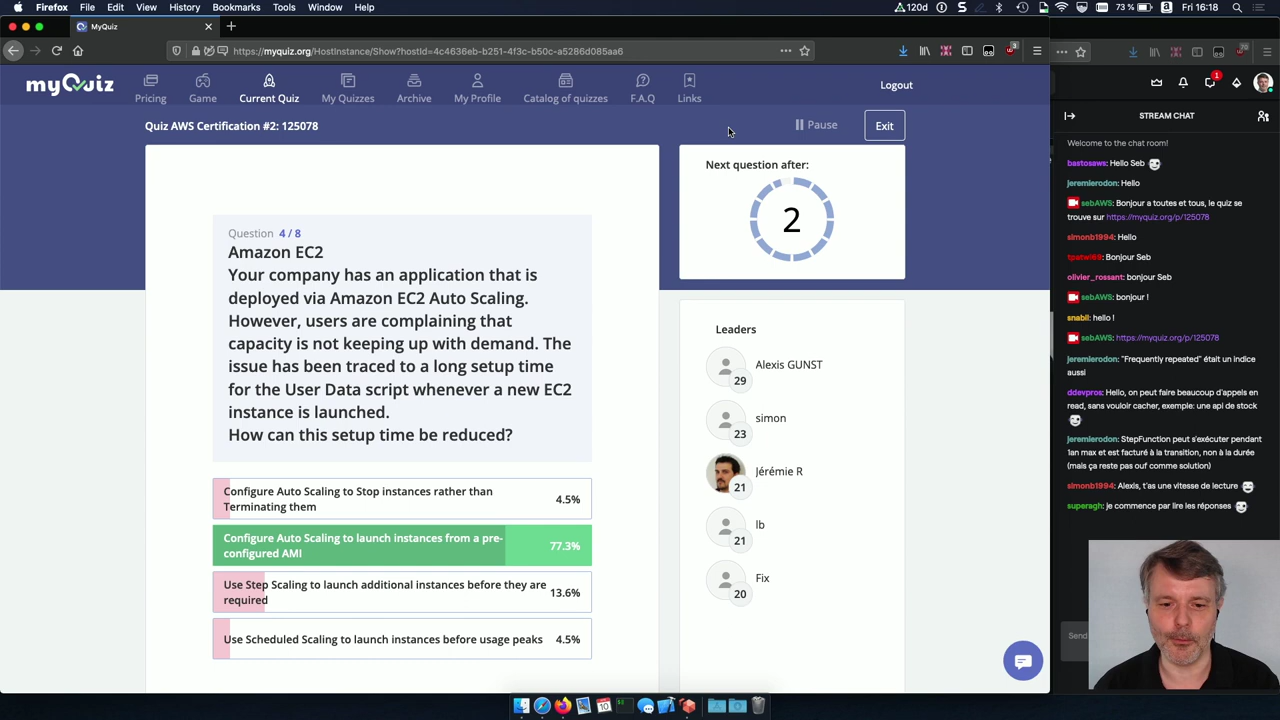 Firefox File Edit View History Bookmarks Tools Window Help
120d 73 % Fri 16:18
MyQuiz
https://myquiz.org/HostInstance/Show?hostId=4c4636eb-b251-4f3c-b50c-a5286d085aa6
myQuiz
Pricing Game Current Quiz My Quizzes Archive My Profile Catalog of quizzes F.A.Q Links
Logout
Quiz AWS Certification #2: 125078
Pause
Exit
Question 4 / 8
Amazon EC2
Your company has an application that is
deployed via Amazon EC2 Auto Scaling.
However, users are complaining that
capacity is not keeping up with demand. The
issue has been traced to a long setup time
for the User Data script whenever a new EC2
instance is launched.
How can this setup time be reduced?
Configure Auto Scaling to Stop instances rather than
Terminating them
4.5%
Configure Auto Scaling to launch instances from a pre-
configured AMI
77.3%
Use Step Scaling to launch additional instances before they are
required
13.6%
Use Scheduled Scaling to launch instances before usage peaks
4.5%
Next question after:
2
Leaders
Alexis GUNST
29
simon
23
Jérémie R
21
lb
21
Fix
20
1
STREAM CHAT
Welcome to the chat room!
bastosaws: Hello Seb
jeremierodon: Hello
sebAWS: Bonjour a toutes et tous, le quiz se
trouve sur https://myquiz.org/p/125078
simonb1994: Hello
Bonjour Seb
olivier_rossant: bonjour Seb
sebAWS: bonjour !
snabil: hello !
sebAWS: https://myquiz.org/p/125078
jeremierodon: "Frequently repeated" était un indice
aussi
ddevpros: Hello, on peut faire beaucoup d'appels en
read, sans vouloir cacher, exemple: une api de stock
jeremierodon: StepFunction peut s'exécuter pendant
1an max et est facturé à la transition, non à la durée
(mais ça reste pas ouf comme solution)
simonb1994: Alexis, t'as une vitesse de lecture
superagh: je commence par lire les réponses
Send